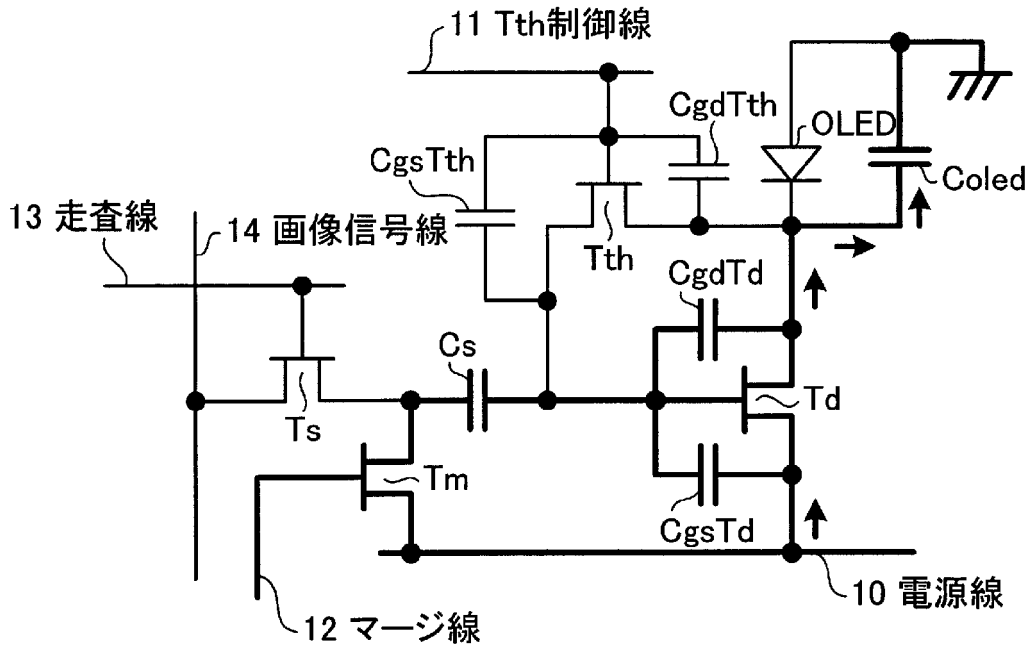 11 Tth制御線
CgdTth
OLED
CgsTth
Coled
13 走査線
14 画像信号線
Tth
CgdTd
Cs
Td
Ts
Tm
CgsTd
10 電源線
12 マージ線